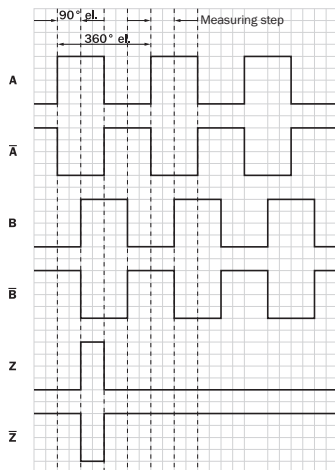 90° el.
Measuring step
360° el.
A
A̅
B
B̅
Z
Z̅